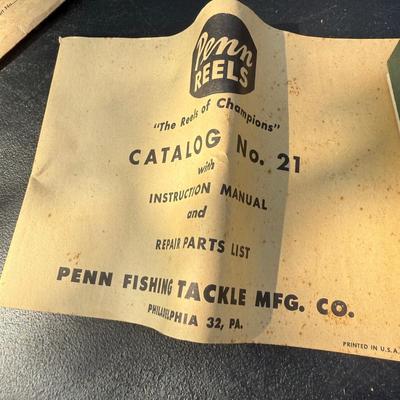 Penn
REELS
"The Reels of Champions"
CATALOG No. 21
with
INSTRUCTION MANUAL
and
REPAIR PARTS LIST
PENN FISHING TACKLE MFG. CO.
PHILADELPHIA 32, PA.
PRINTED IN U.S.A.